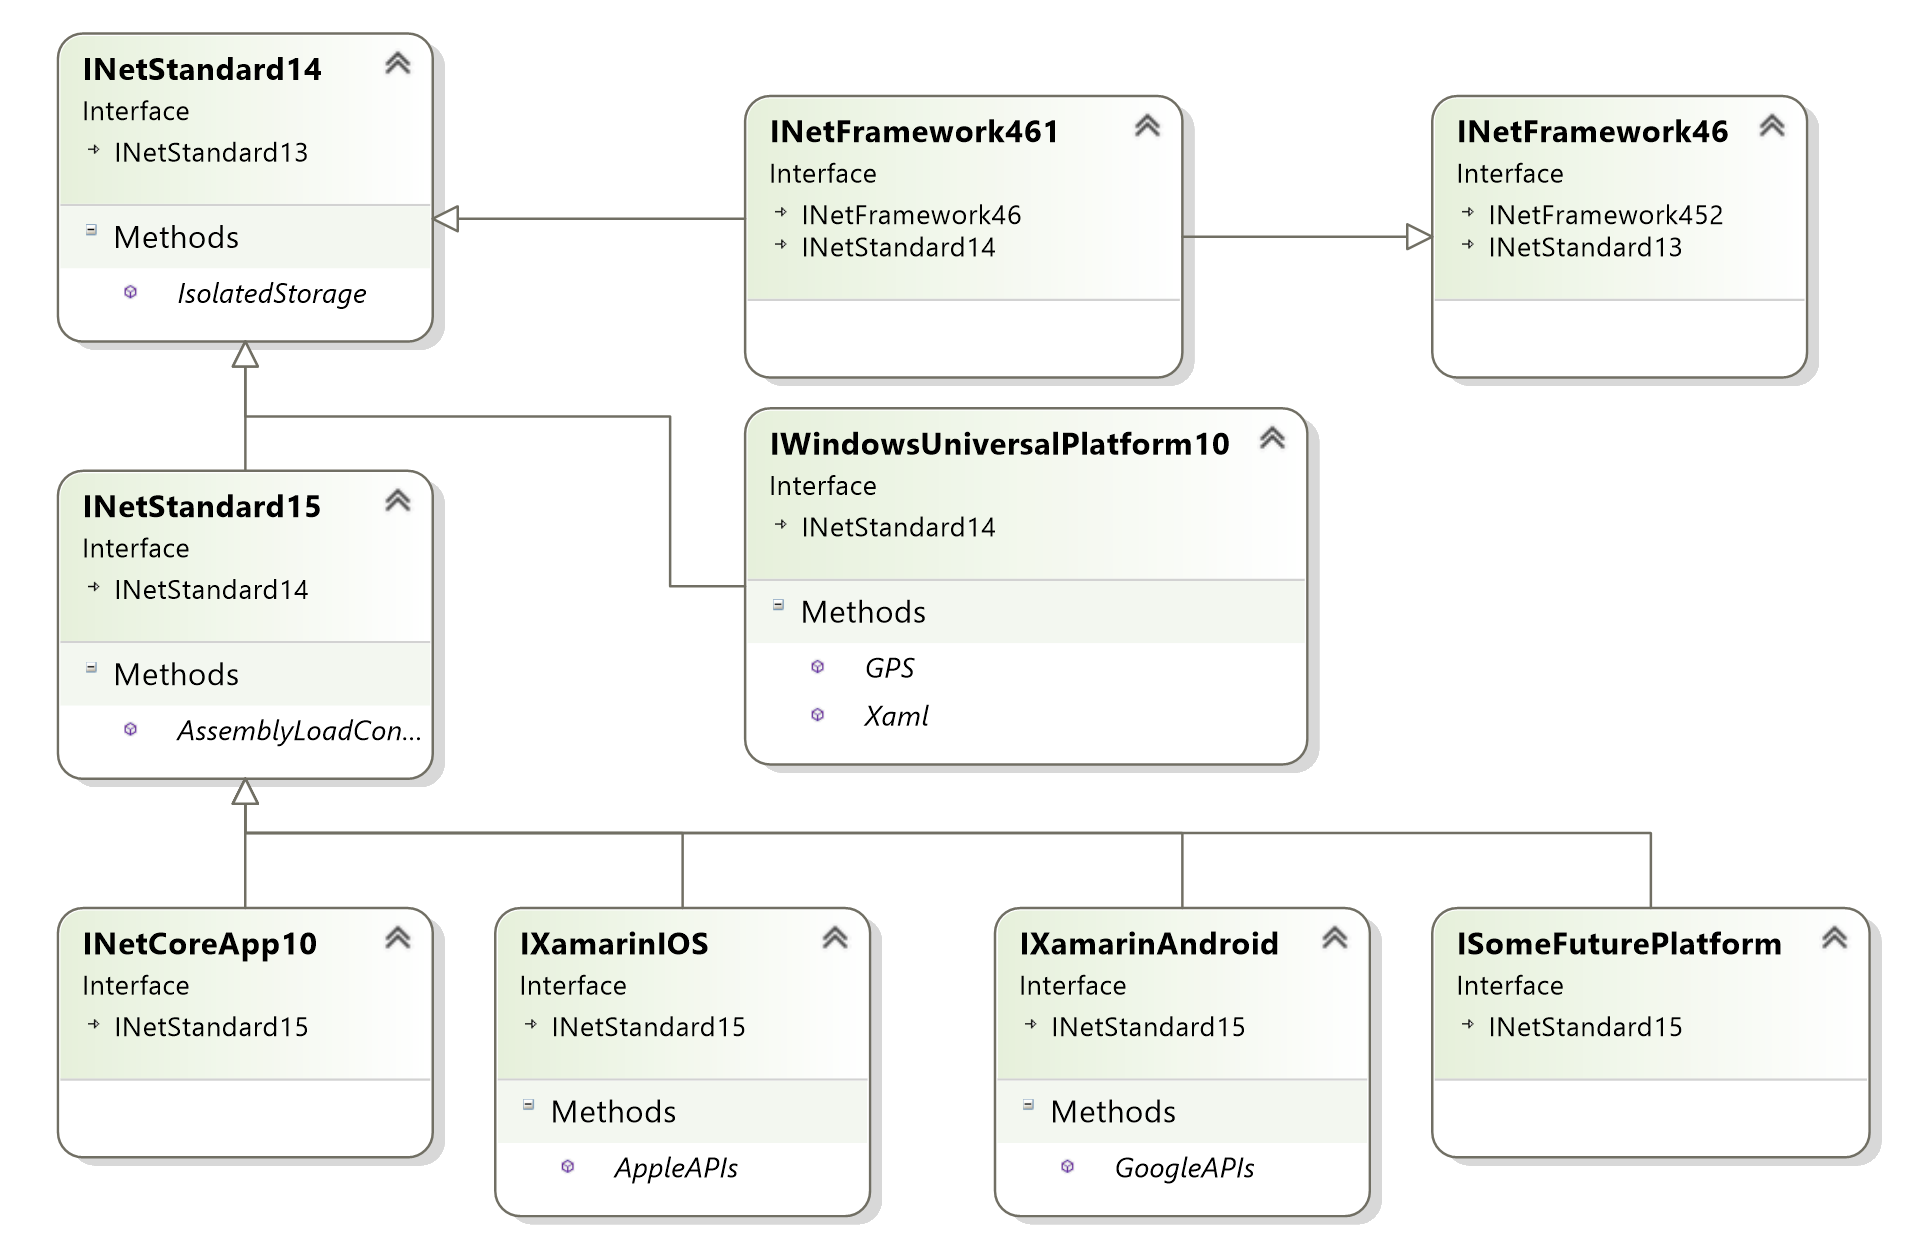 INetStandard14
Interface
INetStandard13
Methods
IsolatedStorage
INetFramework461
Interface
INetFramework46
INetStandard14
INetFramework46
Interface
INetFramework452
INetStandard13
INetStandard15
Interface
INetStandard14
Methods
AssemblyLoadCon...
IWindowsUniversalPlatform10
Interface
INetStandard14
Methods
GPS
Xaml
INetCoreApp10
Interface
INetStandard15
IXamarinIOS
Interface
INetStandard15
Methods
AppleAPIs
IXamarinAndroid
Interface
INetStandard15
Methods
GoogleAPIs
ISomeFuturePlatform
Interface
INetStandard15